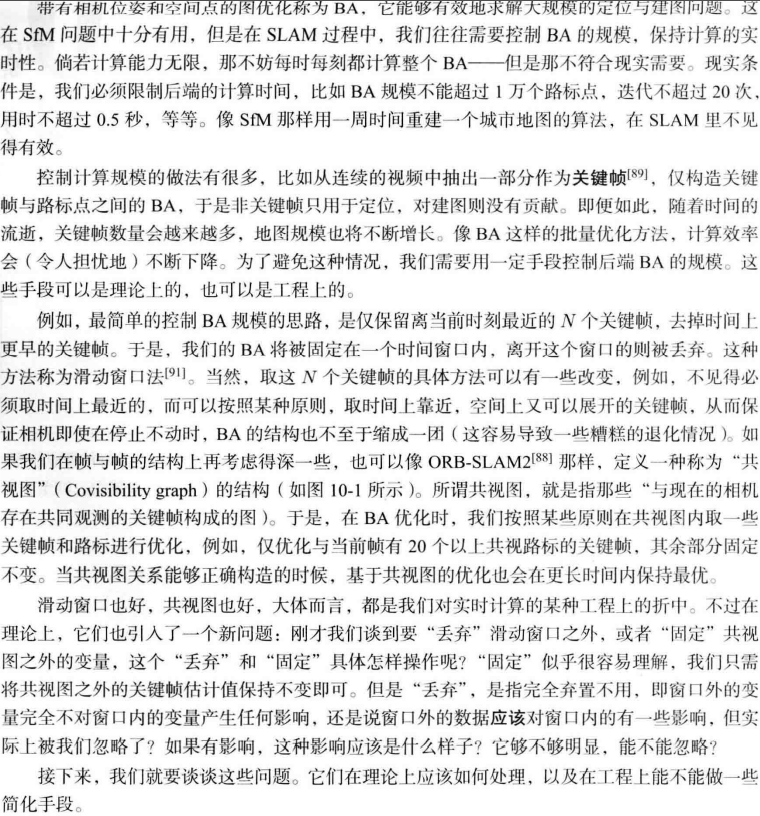 带有相机位姿和空间点的图优化称为 BA，它能够有效地求解大规模的定位与建图问题。这
在 SfM 问题中十分有用，但是在 SLAM 过程中，我们往往需要控制 BA 的规模，保持计算的实
时性。倘若计算能力无限，那不妨每时每刻都计算整个 BA——但是那不符合现实需要。现实条
件是，我们必须限制后端的计算时间，比如 BA 规模不能超过 1 万个路标点，迭代不超过 20 次，
用时不超过 0.5 秒，等等。像 SfM 那样用一周时间重建一个城市地图的算法，在 SLAM 里不见
得有效。
控制计算规模的做法有很多，比如从连续的视频中抽出一部分作为关键帧[89]，仅构造关键
帧与路标点之间的 BA，于是非关键帧只用于定位，对建图则没有贡献。即便如此，随着时间的
流逝，关键帧数量会越来越多，地图规模也将不断增长。像 BA 这样的批量优化方法，计算效率
会（令人担忧地）不断下降。为了避免这种情况，我们需要用一定手段控制后端 BA 的规模。这
些手段可以是理论上的，也可以是工程上的。
例如，最简单的控制 BA 规模的思路，是仅保留离当前时刻最近的 N 个关键帧，去掉时间上
更早的关键帧。于是，我们的 BA 将被固定在一个时间窗口内，离开这个窗口的则被丢弃。这种
方法称为滑动窗口法[91]。当然，取这 N 个关键帧的具体方法可以有一些改变，例如，不见得必
须取时间上最近的，而可以按照某种原则，取时间上靠近，空间上又可以展开的关键帧，从而保
证相机即使在停止不动时，BA 的结构也不至于缩成一团（这容易导致一些糟糕的退化情况）。如
果我们在帧与帧的结构上再考虑得深一些，也可以像 ORB-SLAM2[88] 那样，定义一种称为“共
视图”（Covisibility graph）的结构（如图 10-1 所示）。所谓共视图，就是指那些“与现在的相机
存在共同观测的关键帧构成的图）。于是，在 BA 优化时，我们按照某些原则在共视图内取一些
关键帧和路标进行优化，例如，仅优化与当前帧有 20 个以上共视路标的关键帧，其余部分固定
不变。当共视图关系能够正确构造的时候，基于共视图的优化也会在更长时间内保持最优。
滑动窗口也好，共视图也好，大体而言，都是我们对实时计算的某种工程上的折中。不过在
理论上，它们也引入了一个新问题：刚才我们谈到要“丢弃”滑动窗口之外，或者“固定”共视
图之外的变量，这个“丢弃”和“固定”具体怎样操作呢？“固定”似乎很容易理解，我们只需
将共视图之外的关键帧估计值保持不变即可。但是“丢弃”，是指完全弃置不用，即窗口外的变
量完全不对窗口内的变量产生任何影响，还是说窗口外的数据应该对窗口内的有一些影响，但实
际上被我们忽略了？如果有影响，这种影响应该是什么样子？它够不够明显，能不能忽略？
接下来，我们就要谈谈这些问题。它们在理论上应该如何处理，以及在工程上能不能做一些
简化手段。